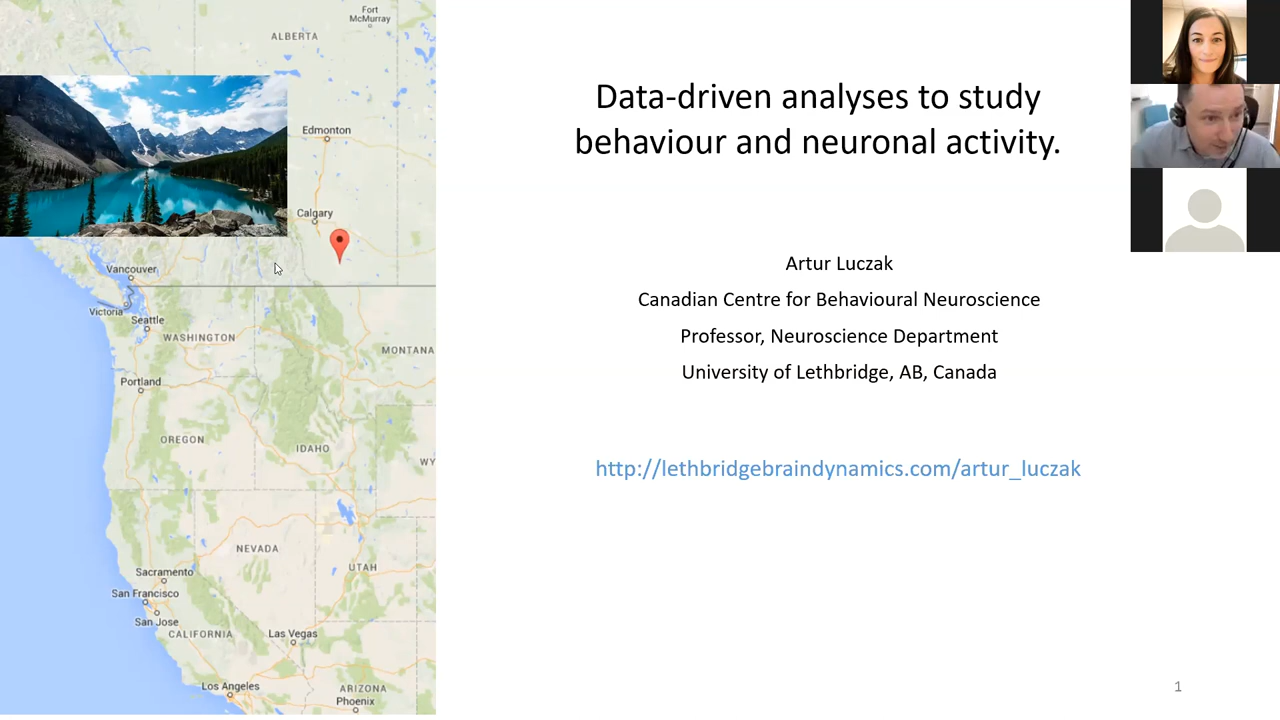 Fort
McMurray
ALBERTA
Edmonton
Calgary
Vancouver
Victoria
Seattle
WASHINGTON
MONTANA
Portland
OREGON
IDAHO
WY
NEVADA
UTAH
Sacramento
San Francisco
San Jose
CALIFORNIA
Las Vegas
Los Angeles
ARIZONA
Phoenix
Data-driven analyses to study
behaviour and neuronal activity.
Artur Luczak
Canadian Centre for Behavioural Neuroscience
Professor, Neuroscience Department
University of Lethbridge, AB, Canada
http://lethbridgebraindynamics.com/artur_luczak
1